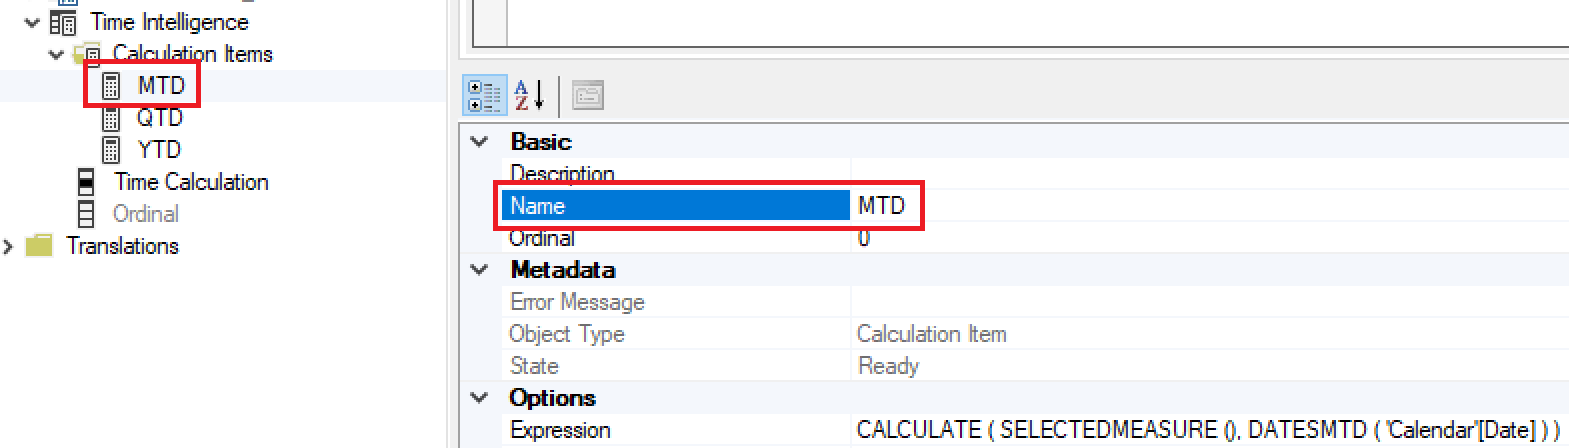 Time Intelligence
Calculation Items
MTD
QTD
YTD
Time Calculation
Ordinal
Translations
Basic
Description
Name MTD
Ordinal 0
Metadata
Error Message
Object Type Calculation Item
State Ready
Options
Expression CALCULATE ( SELECTEDMEASURE (), DATESMTD ( 'Calendar'[Date] ) )